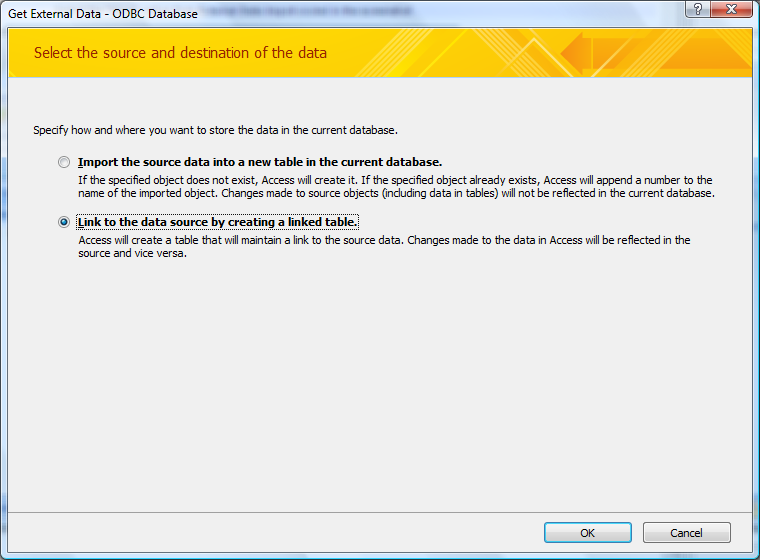 Get External Data - ODBC Database
Select the source and destination of the data
Specify how and where you want to store the data in the current database.
Import the source data into a new table in the current database.
If the specified object does not exist, Access will create it. If the specified object already exists, Access will append a number to the
name of the imported object. Changes made to source objects (including data in tables) will not be reflected in the current database.
Link to the data source by creating a linked table.
Access will create a table that will maintain a link to the source data. Changes made to the data in Access will be reflected in the
source and vice versa.
OK
Cancel